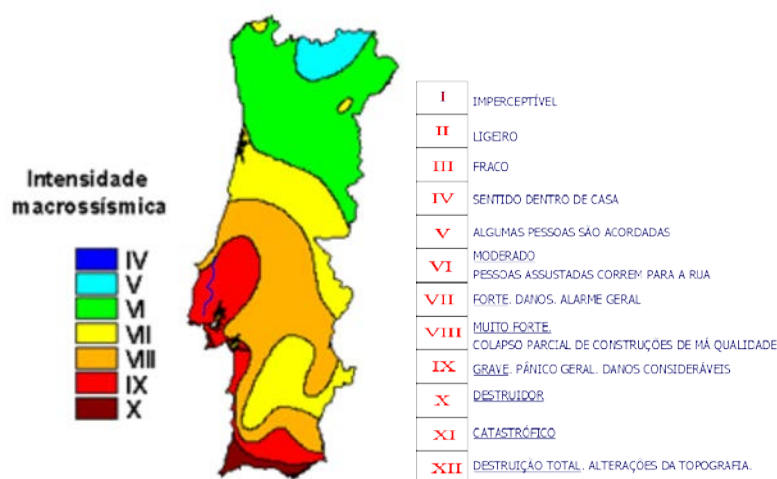 Intensidade
macrossísmica
IV
V
VI
VII
VIII
IX
X
I IMPERCEPTÍVEL
II LIGEIRO
III FRACO
IV SENTIDO DENTRO DE CASA
V ALGUMAS PESSOAS SÃO ACORDADAS
VI MODERADO
PESSOAS ASSUSTADAS CORREM PARA A RUA
VII FORTE. DANOS. ALARME GERAL
VIII MUITO FORTE.
COLAPSO PARCIAL DE CONSTRUÇÕES DE MÁ QUALIDADE
IX GRAVE. PÂNICO GERAL. DANOS CONSIDERÁVEIS
X DESTRUIDOR
XI CATASTRÓFICO
XII DESTRUIÇÃO TOTAL. ALTERAÇÕES DA TOPOGRAFIA.